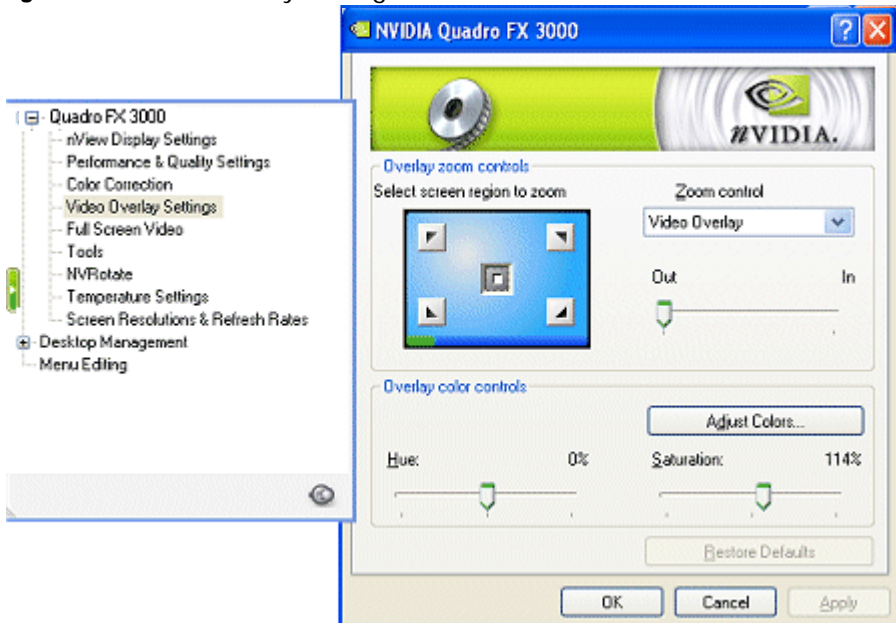 NVIDIA Quadro FX 3000
nVIDIA.
Quadro FX 3000
nView Display Settings
Performance & Quality Settings
Color Correction
Video Overlay Settings
Full Screen Video
Tools
NVRotate
Temperature Settings
Screen Resolutions & Refresh Rates
Desktop Management
Menu Editing
Overlay zoom controls
Select screen region to zoom
Zoom control
Video Overlay
Out In
Overlay color controls
Adjust Colors...
Hue: 0% Saturation: 114%
Restore Defaults
OK Cancel Apply